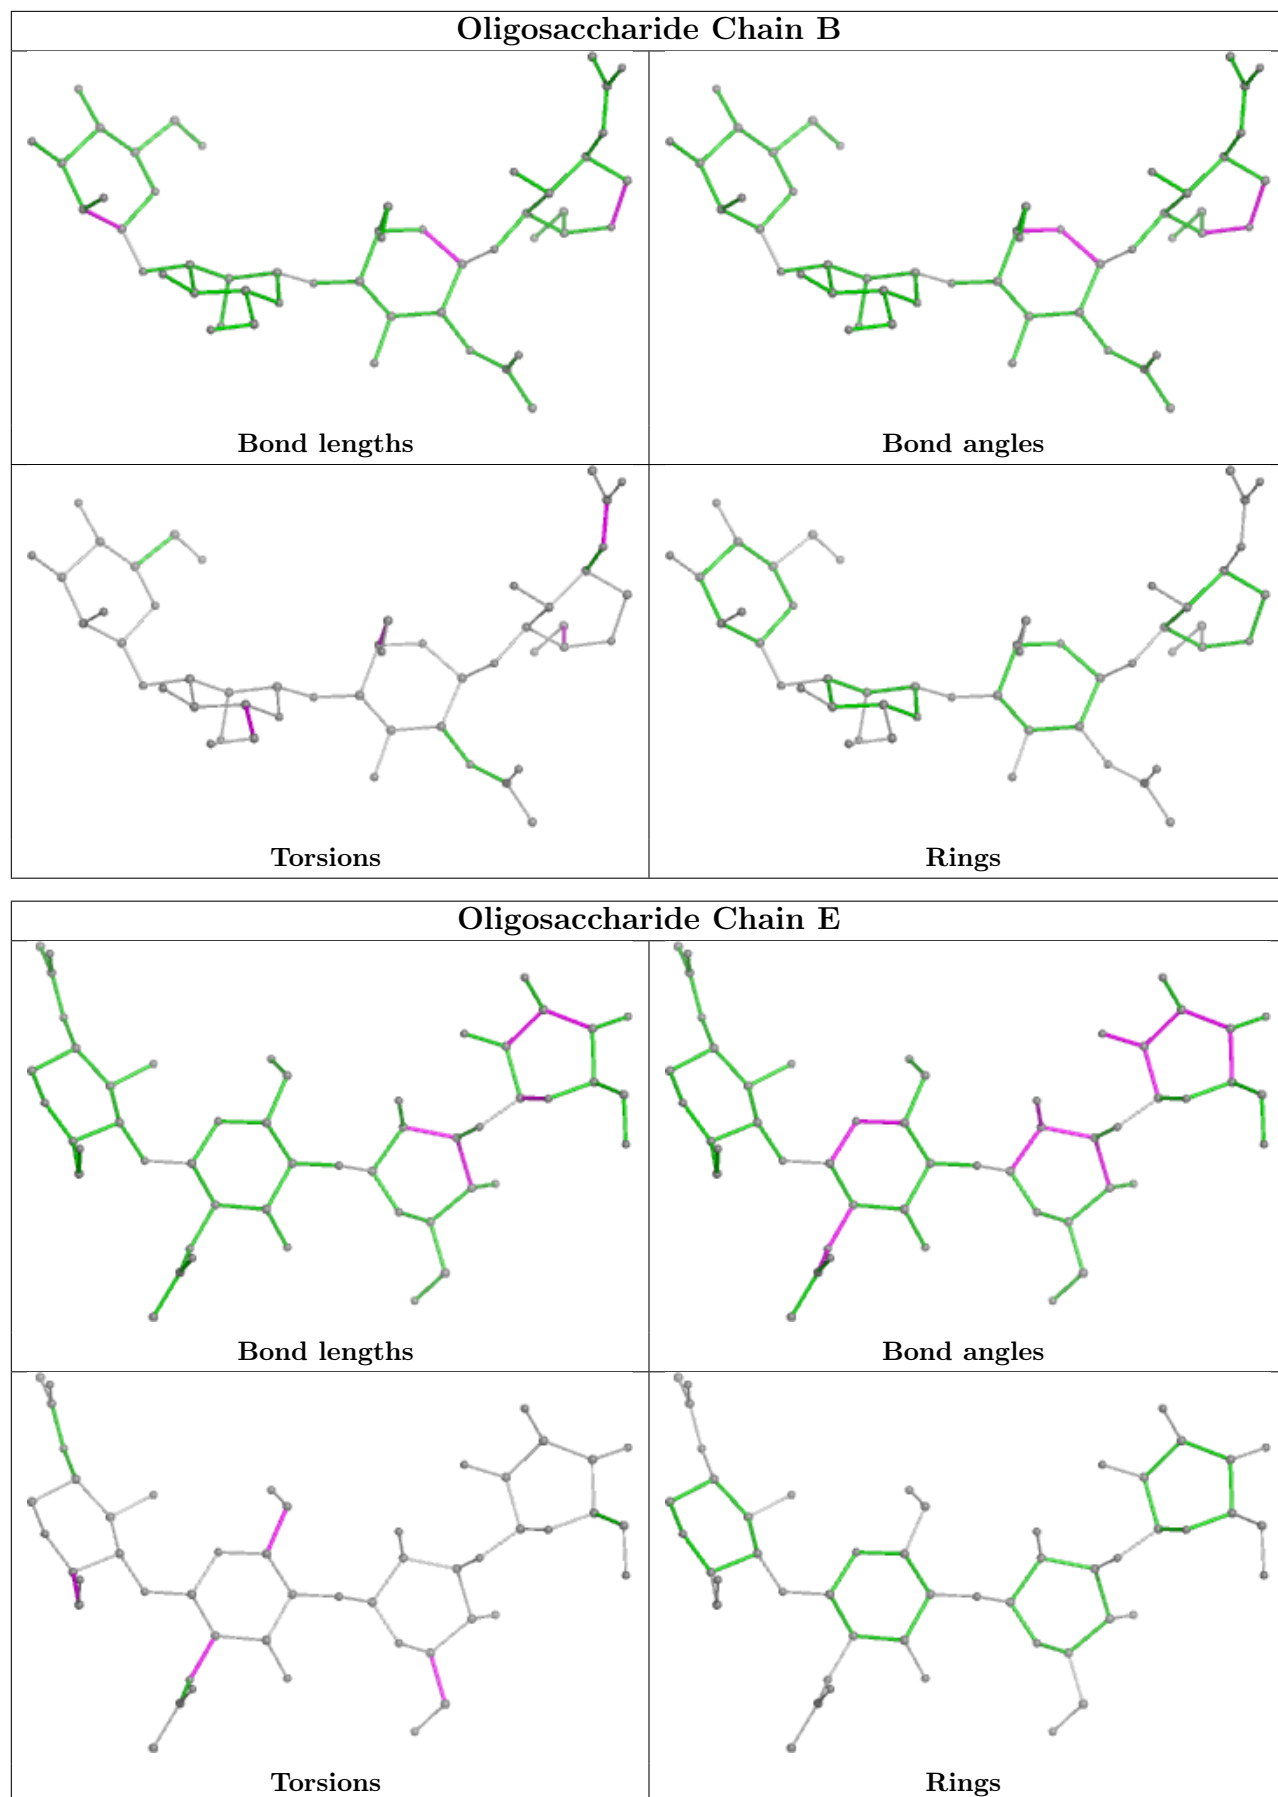 Oligosaccharide Chain B
Bond lengths
Bond angles
Torsions
Rings
Oligosaccharide Chain E
Bond lengths
Bond angles
Torsions
Rings